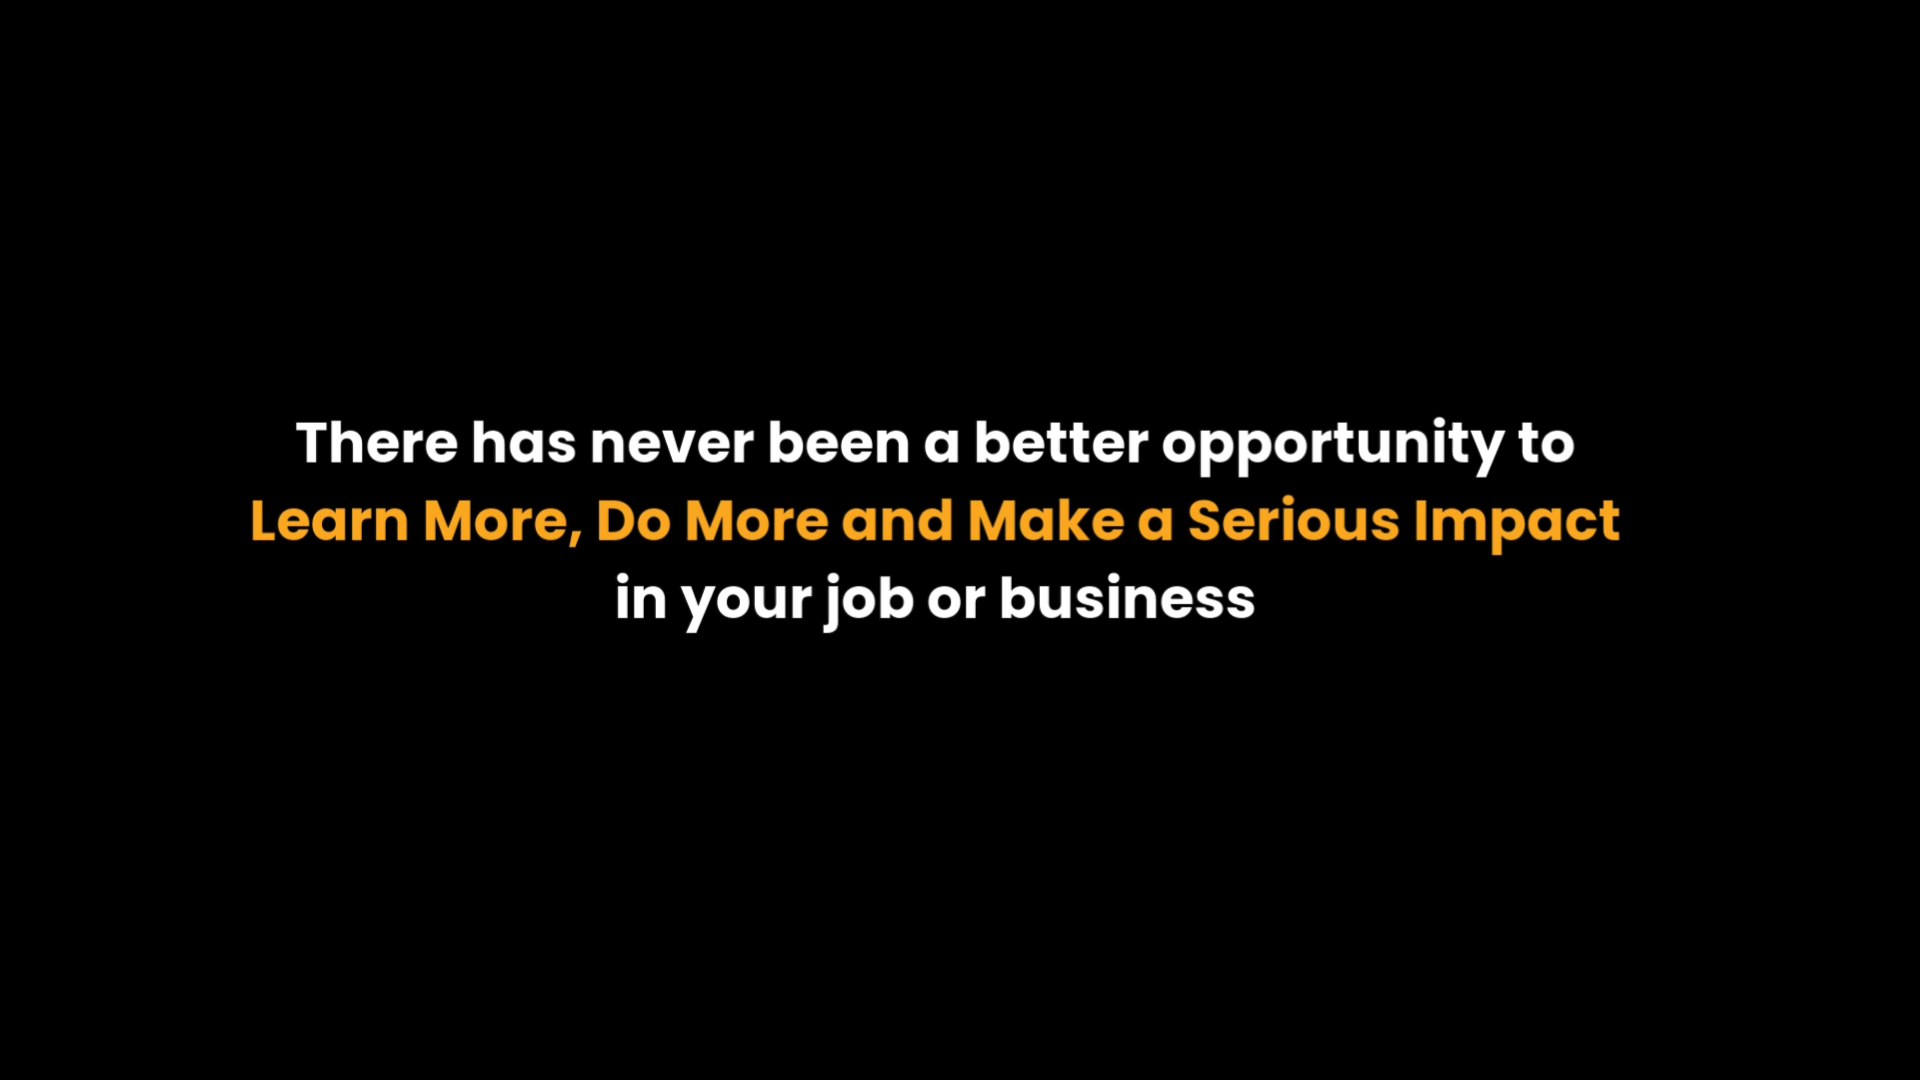 There has never been a better opportunity to
Learn More, Do More and Make a Serious Impact
in your job or business